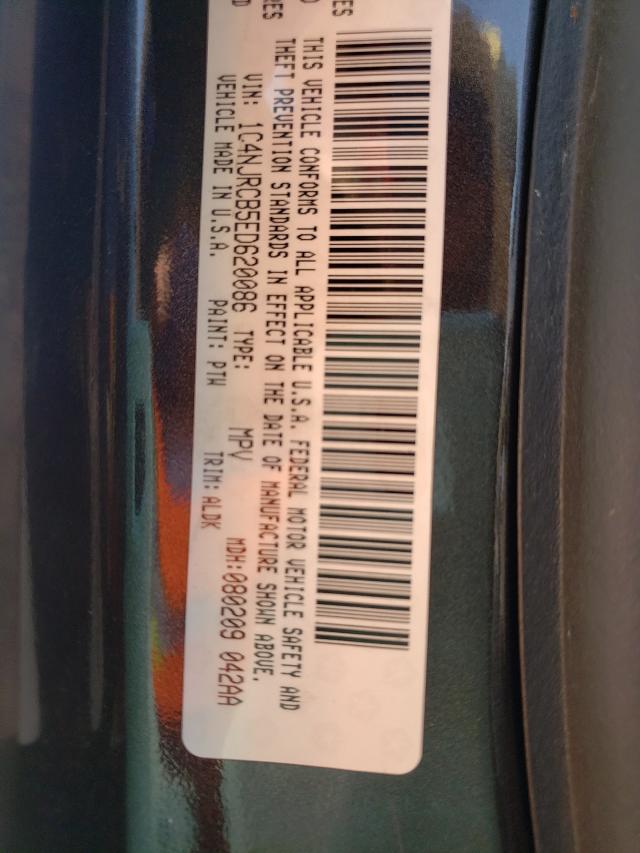 THIS VEHICLE CONFORMS TO ALL APPLICABLE U.S.A. FEDERAL MOTOR VEHICLE SAFETY AND
THEFT PREVENTION STANDARDS IN EFFECT ON THE DATE OF MANUFACTURE SHOWN ABOVE.
VIN: 1C4NJRCB5ED620086 TYPE: MPV MDH:080209 042AA
VEHICLE MADE IN U.S.A. PAINT: PTW TRIM: ALDK